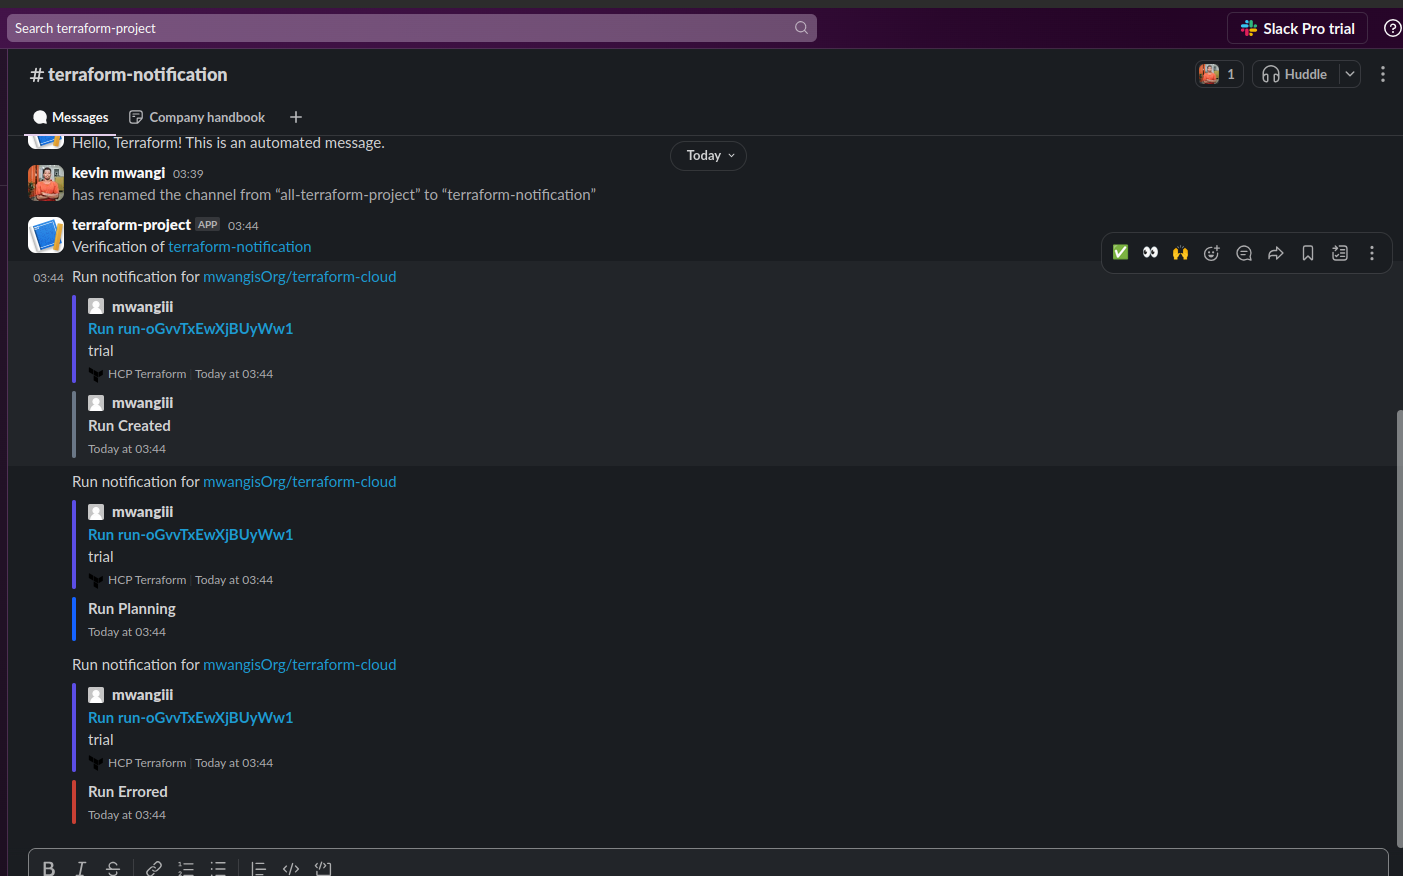 Search terraform-project
Slack Pro trial
# terraform-notification
1
Huddle
Messages
Company handbook
Hello, Terraform! This is an automated message.
Today
kevin mwangi 03:39
has renamed the channel from “all-terraform-project” to “terraform-notification”
terraform-project APP 03:44
Verification of terraform-notification
03:44 Run notification for mwangisOrg/terraform-cloud
mwangiii
Run run-oGvvTxEwXjBUyWw1
trial
HCP Terraform | Today at 03:44
mwangiii
Run Created
Today at 03:44
Run notification for mwangisOrg/terraform-cloud
mwangiii
Run run-oGvvTxEwXjBUyWw1
trial
HCP Terraform | Today at 03:44
Run Planning
Today at 03:44
Run notification for mwangisOrg/terraform-cloud
mwangiii
Run run-oGvvTxEwXjBUyWw1
trial
HCP Terraform | Today at 03:44
Run Errored
Today at 03:44